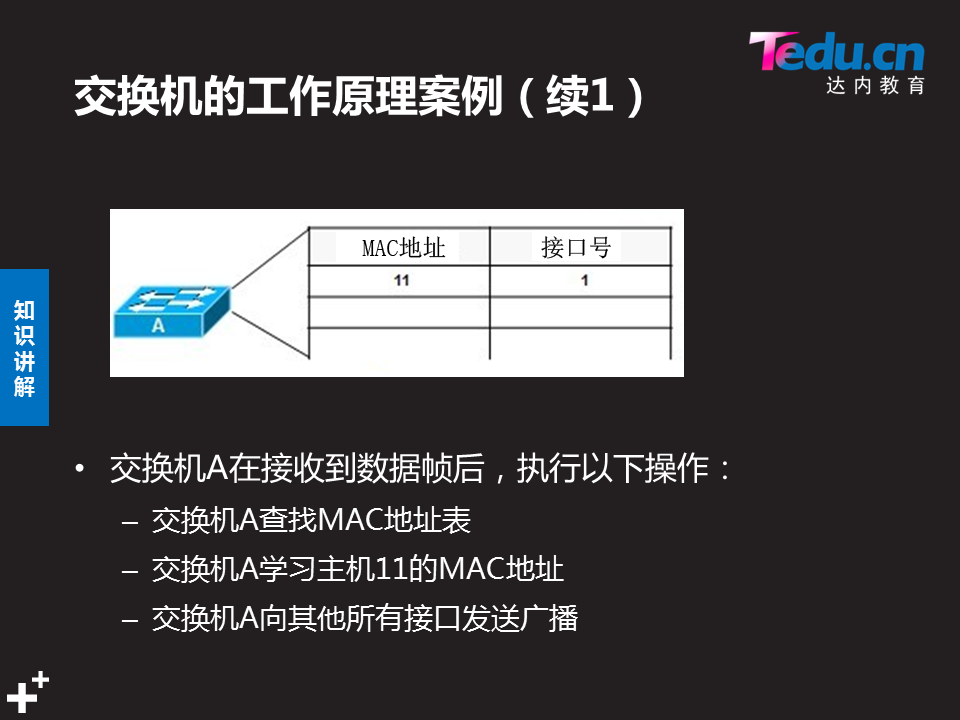 Tedu.cn
达内教育
交换机的工作原理案例（续1）
MAC地址 接口号
11 1
A
知识讲解
• 交换机A在接收到数据帧后，执行以下操作：
– 交换机A查找MAC地址表
– 交换机A学习主机11的MAC地址
– 交换机A向其他所有接口发送广播